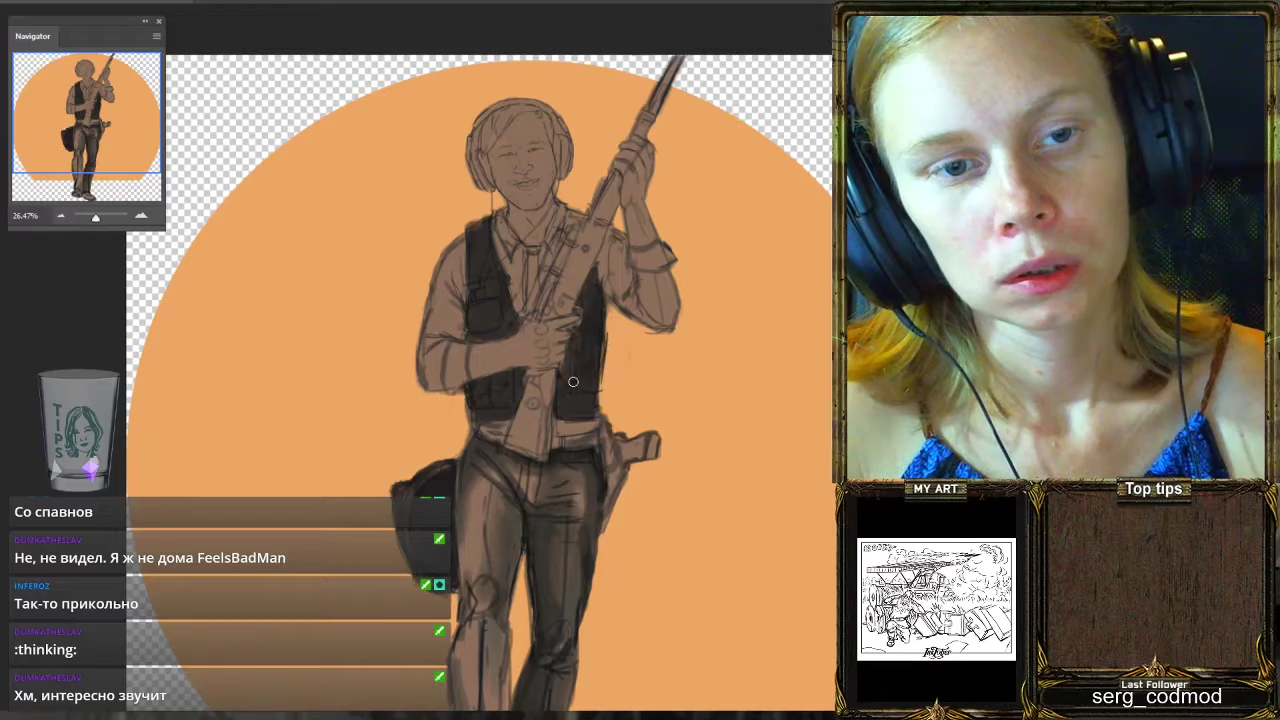 Navigator
26.47%
TIPS
Со спавнов
DUMKATHESLAV
Не, не видел. Я ж не дома FeelsBadMan
INFEROZ
Так-то прикольно
DUMKATHESLAV
:thinking:
DUMKATHESLAV
Хм, интересно звучит
MY ART
Top tips
Last Follower
serg_codmod